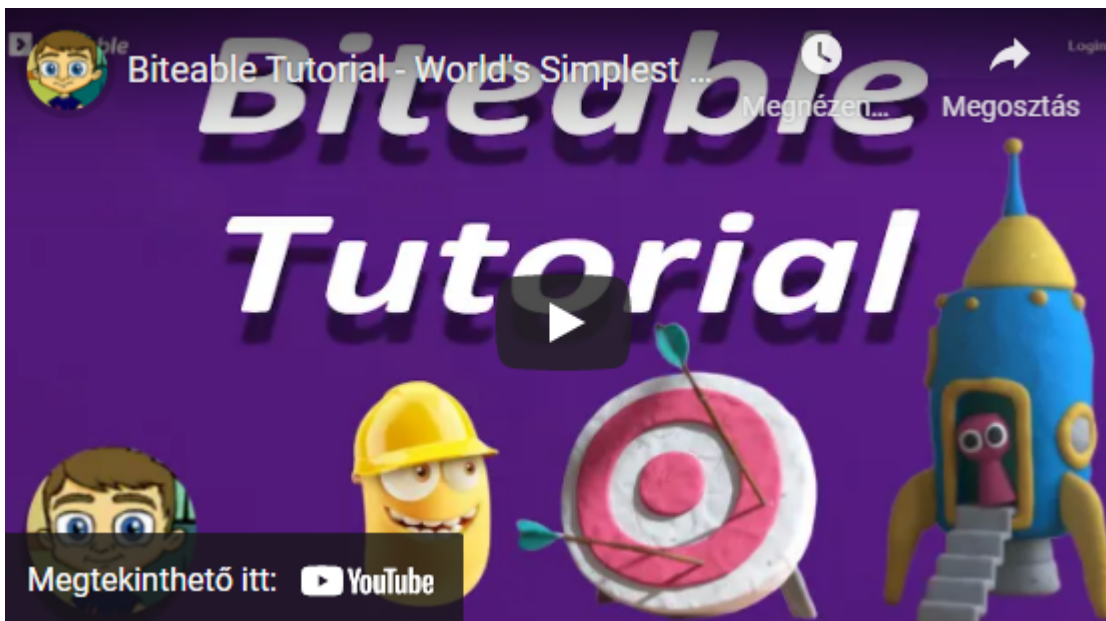 Biteable Tutorial - World's Simplest ...
Megnézen...
Megosztás
Login
Biteable
Tutorial
Megtekinthető itt: YouTube